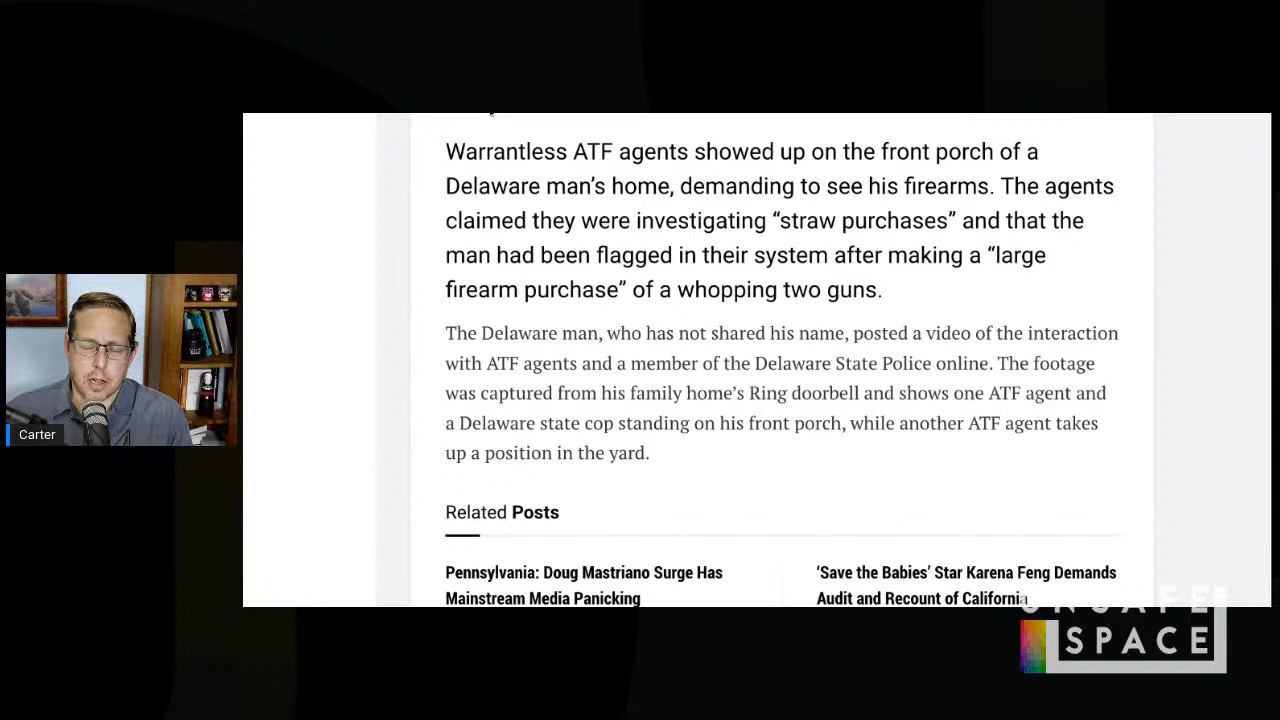 Warrantless ATF agents showed up on the front porch of a
Delaware man’s home, demanding to see his firearms. The agents
claimed they were investigating “straw purchases” and that the
man had been flagged in their system after making a “large
firearm purchase” of a whopping two guns.
The Delaware man, who has not shared his name, posted a video of the interaction
with ATF agents and a member of the Delaware State Police online. The footage
was captured from his family home’s Ring doorbell and shows one ATF agent and
a Delaware state cop standing on his front porch, while another ATF agent takes
up a position in the yard.
Related Posts
Pennsylvania: Doug Mastriano Surge Has
Mainstream Media Panicking
‘Save the Babies’ Star Karena Feng Demands
Audit and Recount of California
Carter
UNSAFE
SPACE